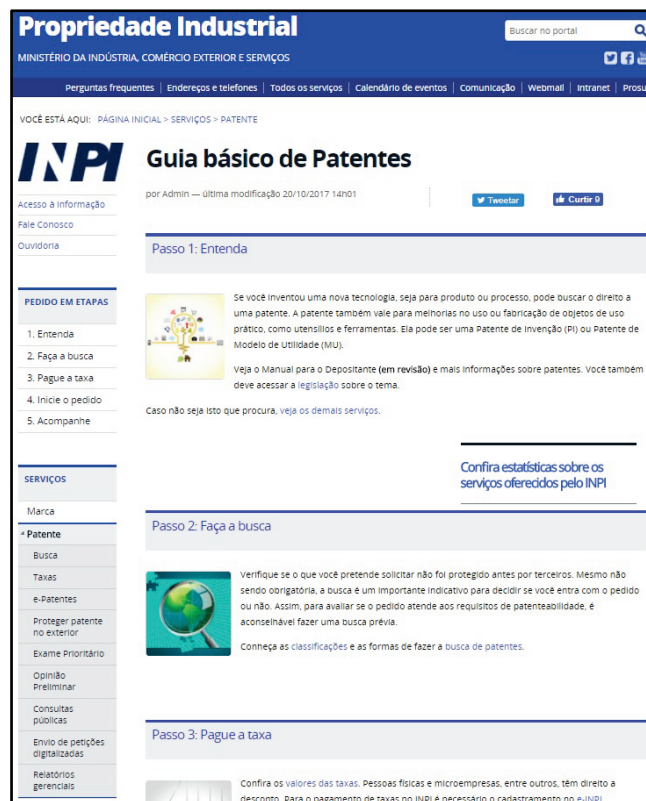 Propriedade Industrial
Buscar no portal
MINISTÉRIO DA INDÚSTRIA, COMÉRCIO EXTERIOR E SERVIÇOS
Perguntas frequentes | Endereços e telefones | Todos os serviços | Calendário de eventos | Comunicação | Webmail | Intranet | Prosu
VOCÊ ESTÁ AQUI: PÁGINA INICIAL > SERVIÇOS > PATENTE
INPI
Acesso à Informação
Fale Conosco
Ouvidoria
PEDIDO EM ETAPAS
1. Entenda
2. Faça a busca
3. Pague a taxa
4. Inicie o pedido
5. Acompanhe
SERVIÇOS
Marca
Patente
Busca
Taxas
e-Patentes
Proteger patente
no exterior
Exame Prioritário
Opinião
Preliminar
Consultas
públicas
Envio de petições
digitalizadas
Relatórios
gerenciais
Guia básico de Patentes
por Admin — última modificação 20/10/2017 14h01
Tweetar
Curtir 0
Passo 1: Entenda
Se você inventou uma nova tecnologia, seja para produto ou processo, pode buscar o direito a
uma patente. A patente também vale para melhorias no uso ou fabricação de objetos de uso
prático, como utensílios e ferramentas. Ela pode ser uma Patente de Invenção (PI) ou Patente de
Modelo de Utilidade (MU).
Veja o Manual para o Depositante (em revisão) e mais informações sobre patentes. Você também
deve acessar a legislação sobre o tema.
Caso não seja isto que procura, veja os demais serviços.
Confira estatísticas sobre os
serviços oferecidos pelo INPI
Passo 2: Faça a busca
Verifique se o que você pretende solicitar não foi protegido antes por terceiros. Mesmo não
sendo obrigatória, a busca é um importante indicativo para decidir se você entra com o pedido
ou não. Assim, para avaliar se o pedido atende aos requisitos de patenteabilidade, é
aconselhável fazer uma busca prévia.
Conheça as classificações e as formas de fazer a busca de patentes.
Passo 3: Pague a taxa
Confira os valores das taxas. Pessoas físicas e microempresas, entre outros, têm direito a
desconto. Para o pagamento de taxas no INPI é necessário o cadastramento no e-INPI